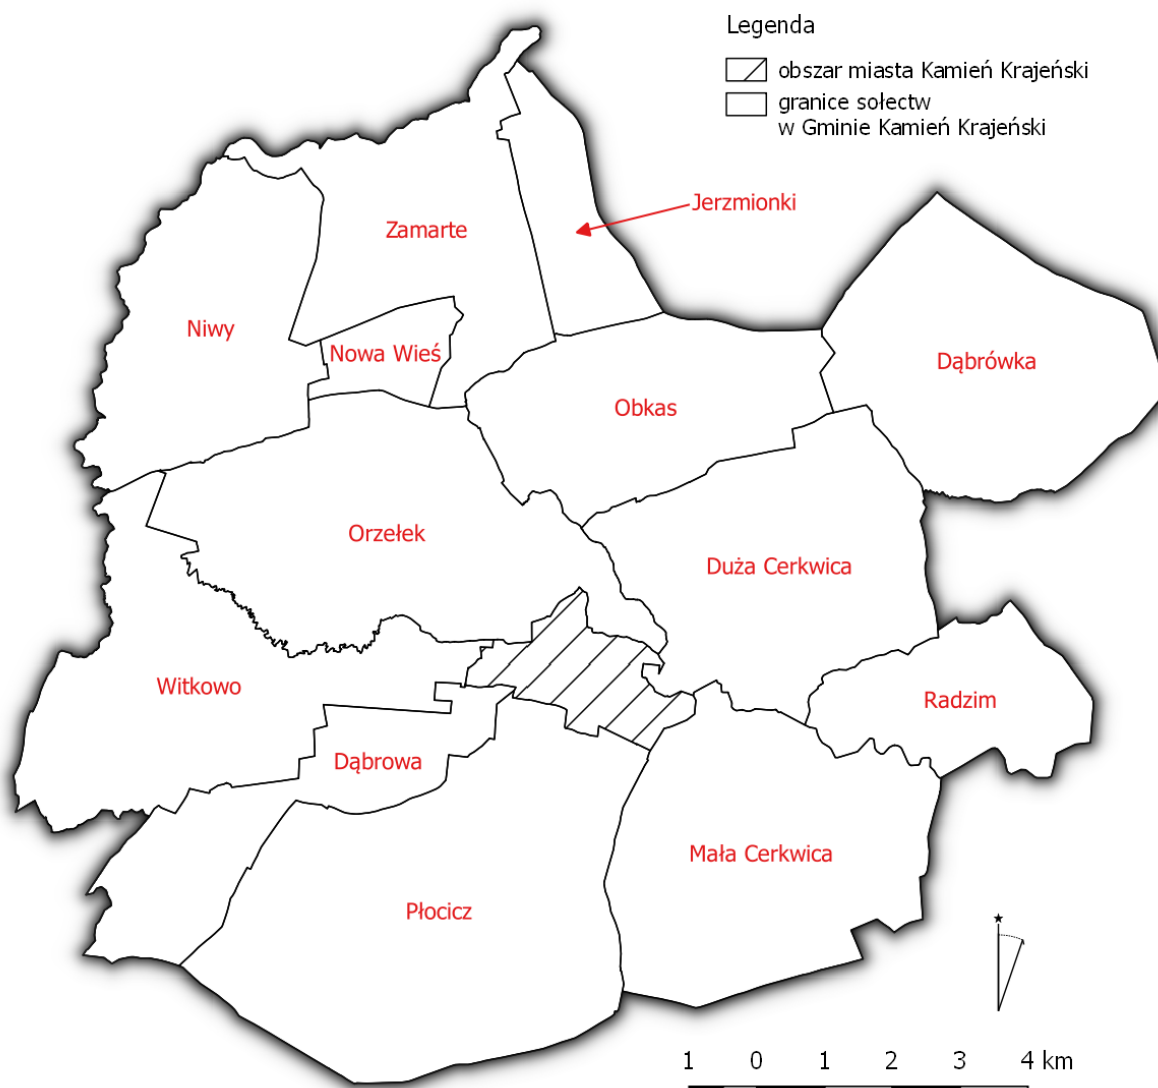 Legenda
obszar miasta Kamień Krajeński
granice sołectw
w Gminie Kamień Krajeński
Jerzmionki
Zamarte
Niwy
Nowa Wieś
Dąbrówka
Obkas
Orzełek
Duża Cerkwica
Witkowo
Radzim
Dąbrowa
Mała Cerkwica
Płocicz
1 0 1 2 3 4 km